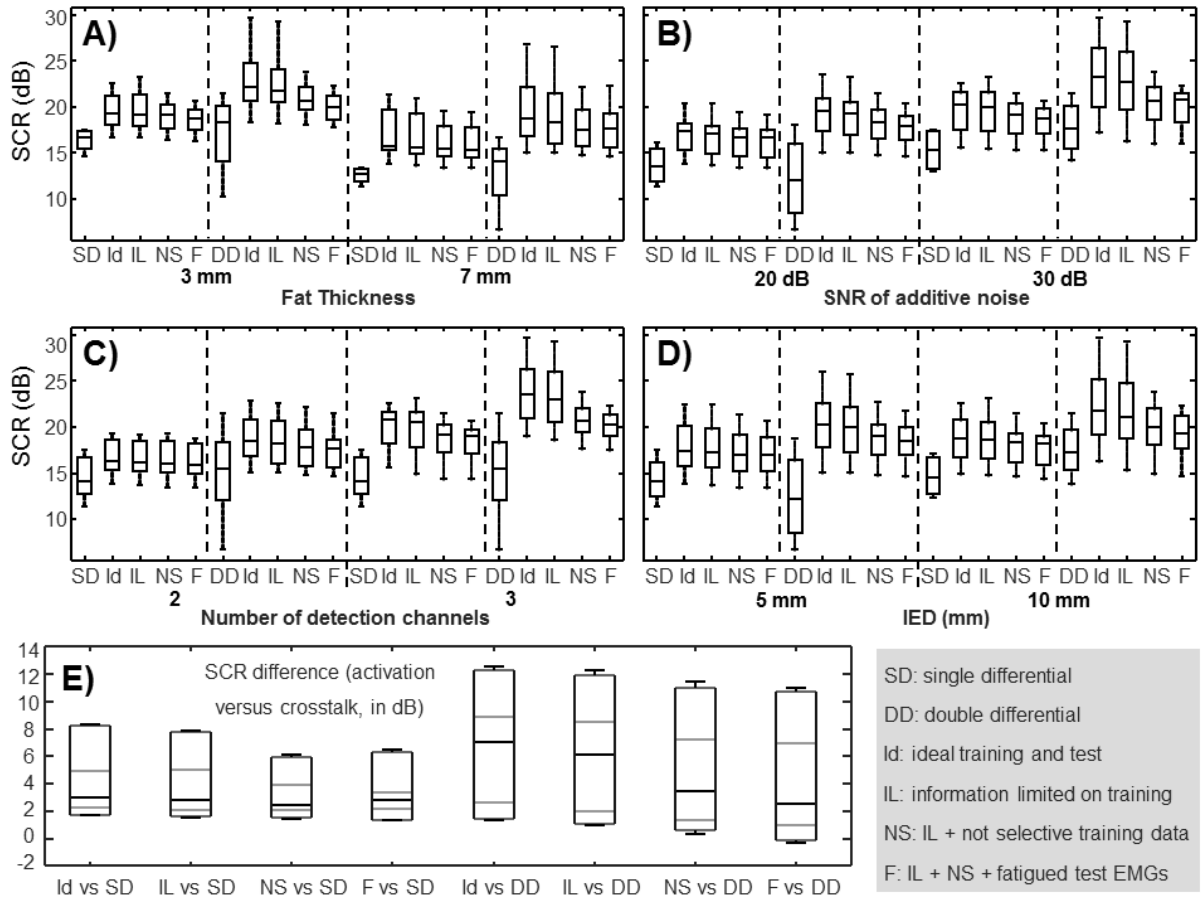 A)
SCR (dB)
30
25
20
15
10
SD Id IL NS F DD Id IL NS F SD Id IL NS F DD Id IL NS F
3 mm 7 mm
Fat Thickness
B)
SD Id IL NS F DD Id IL NS F SD Id IL NS F DD Id IL NS F
20 dB 30 dB
SNR of additive noise
C)
SCR (dB)
30
25
20
15
10
SD Id IL NS F DD Id IL NS F SD Id IL NS F DD Id IL NS F
2 3
Number of detection channels
D)
SD Id IL NS F DD Id IL NS F SD Id IL NS F DD Id IL NS F
5 mm 10 mm
IED (mm)
E)
SCR difference (activation
versus crosstalk, in dB)
14
12
10
8
6
4
2
0
-2
Id vs SD IL vs SD NS vs SD F vs SD Id vs DD IL vs DD NS vs DD F vs DD
SD: single differential
DD: double differential
Id: ideal training and test
IL: information limited on training
NS: IL + not selective training data
F: IL + NS + fatigued test EMGs